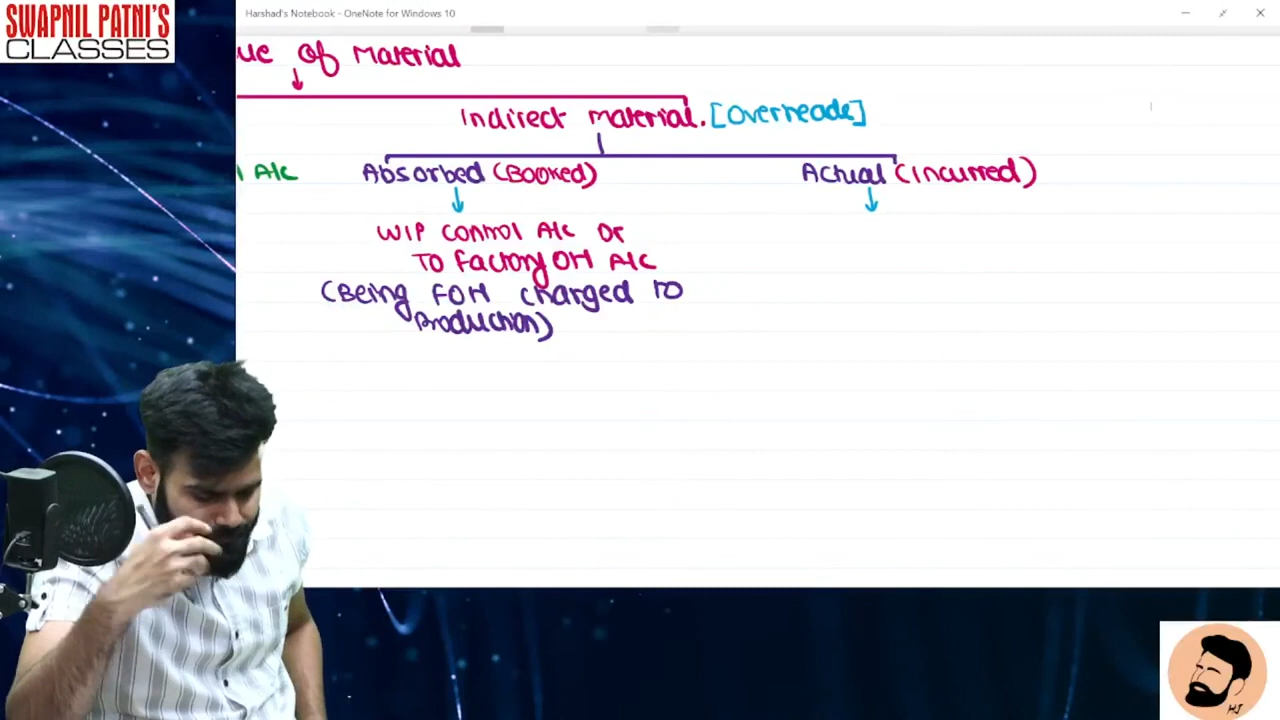 SWAPNIL PATNI'S
CLASSES
Harshad's Notebook - OneNote for Windows 10
ue of Material
Indirect material. [Overheads]
l A/c Absorbed (Booked) Actual (incurred)
WIP control A/c Dr
To factory OH A/c
(Being FOH charged to
Production)
HJ